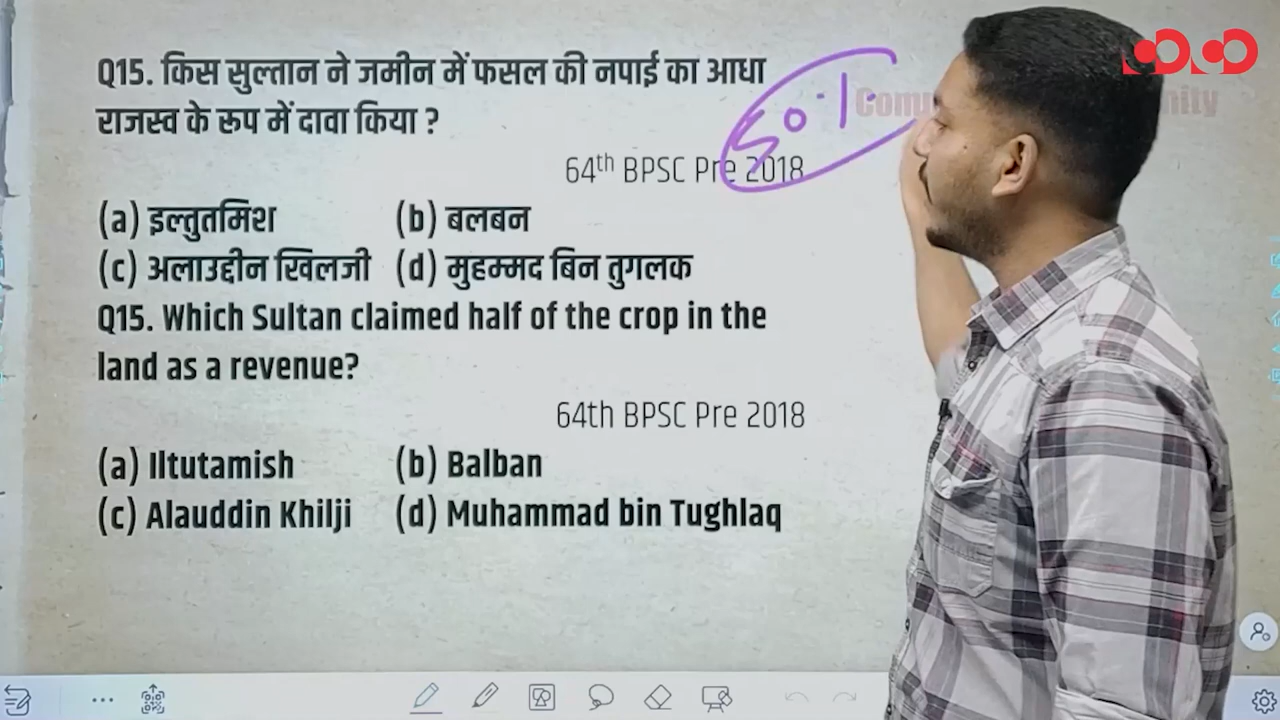 Q15. किस सुल्तान ने जमीन में फसल की नपाई का आधा
राजस्व के रूप में दावा किया ?
50%
64th BPSC Pre 2018
(a) इल्तुतमिश (b) बलबन
(c) अलाउद्दीन खिलजी (d) मुहम्मद बिन तुगलक
Q15. Which Sultan claimed half of the crop in the
land as a revenue?
64th BPSC Pre 2018
(a) Iltutamish (b) Balban
(c) Alauddin Khilji (d) Muhammad bin Tughlaq